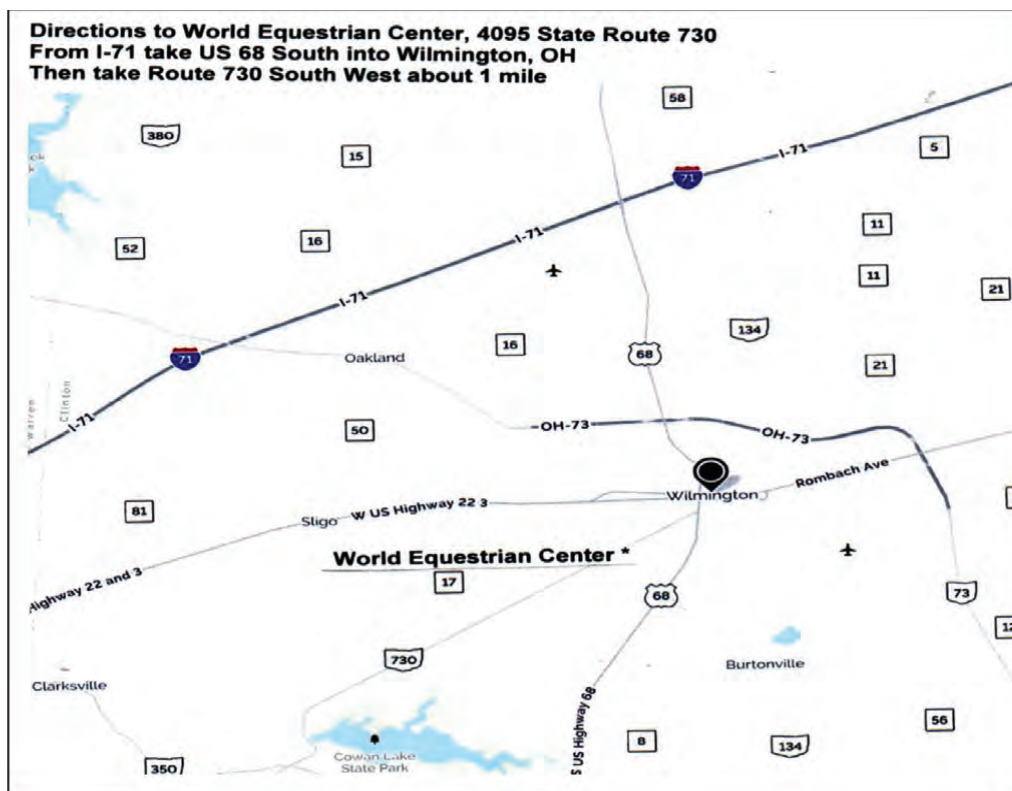 Directions to World Equestrian Center, 4095 State Route 730
From I-71 take US 68 South into Wilmington, OH
Then take Route 730 South West about 1 mile
58
380
15
I-71
5
71
52
16
I-71
11
11
21
I-71
134
16
68
Oakland
71
21
Clinton
warren
I-71
50
OH-73
OH-73
Rombach Ave
Wilmington
81
Sligo
W US Highway 22 3
World Equestrian Center *
Highway 22 and 3
17
68
73
12
730
Burtonville
Clarksville
S US Highway 68
56
8
134
350
Cowan Lake
State Park